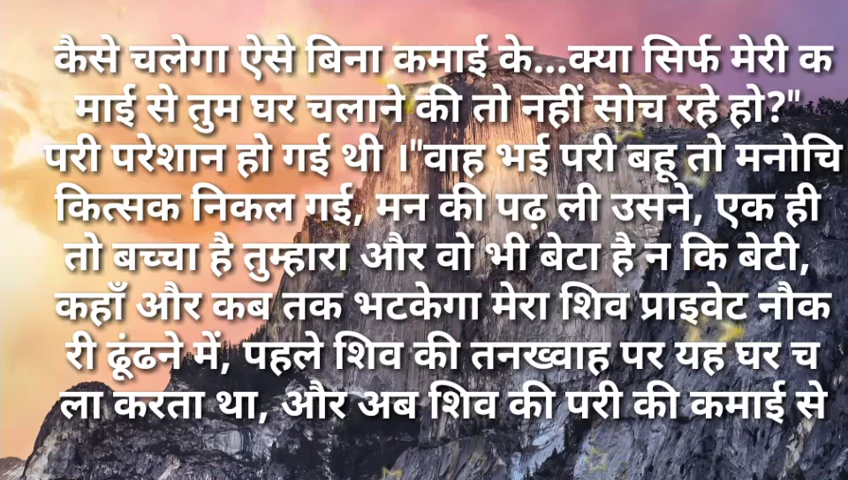 कैसे चलेगा ऐसे बिना कमाई के...क्या सिर्फ मेरी क
माई से तुम घर चलाने की तो नहीं सोच रहे हो?"
परी परेशान हो गई थी ।"वाह भई परी बहू तो मनोचि
कित्सक निकल गई, मन की पढ़ ली उसने, एक ही
तो बच्चा है तुम्हारा और वो भी बेटा है न कि बेटी,
कहाँ और कब तक भटकेगा मेरा शिव प्राइवेट नौक
री ढूंढने में, पहले शिव की तनख्वाह पर यह घर च
ला करता था, और अब शिव की परी की कमाई से